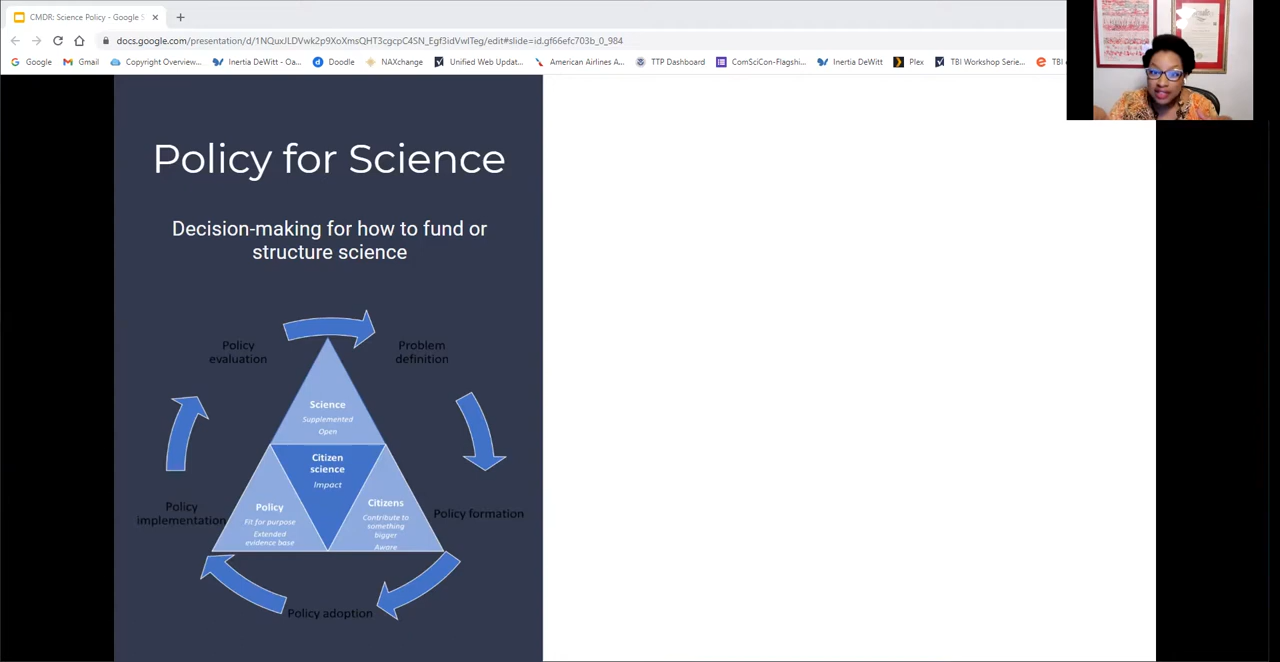 CMDR: Science Policy - Google S
docs.google.com/presentation/d/1NQuxJLDVwk2p9XoXmsQHT3cgcpC45N_Egt3idVwITeg/edit#slide=id.gf66efc703b_0_984
Google Gmail Copyright Overview... Inertia DeWitt - Oa... Doodle NAXchange Unified Web Updat... American Airlines A... TTP Dashboard ComSciCon-Flagshi... Inertia DeWitt Plex TBI Workshop Serie... TBI
Policy for Science
Decision-making for how to fund or
structure science
Policy
evaluation
Problem
definition
Science
Supplemented
Open
Citizen
science
Impact
Policy
implementation
Policy
Fit for purpose
Extended
evidence base
Citizens
Contribute to
something
bigger
Aware
Policy formation
Policy adoption